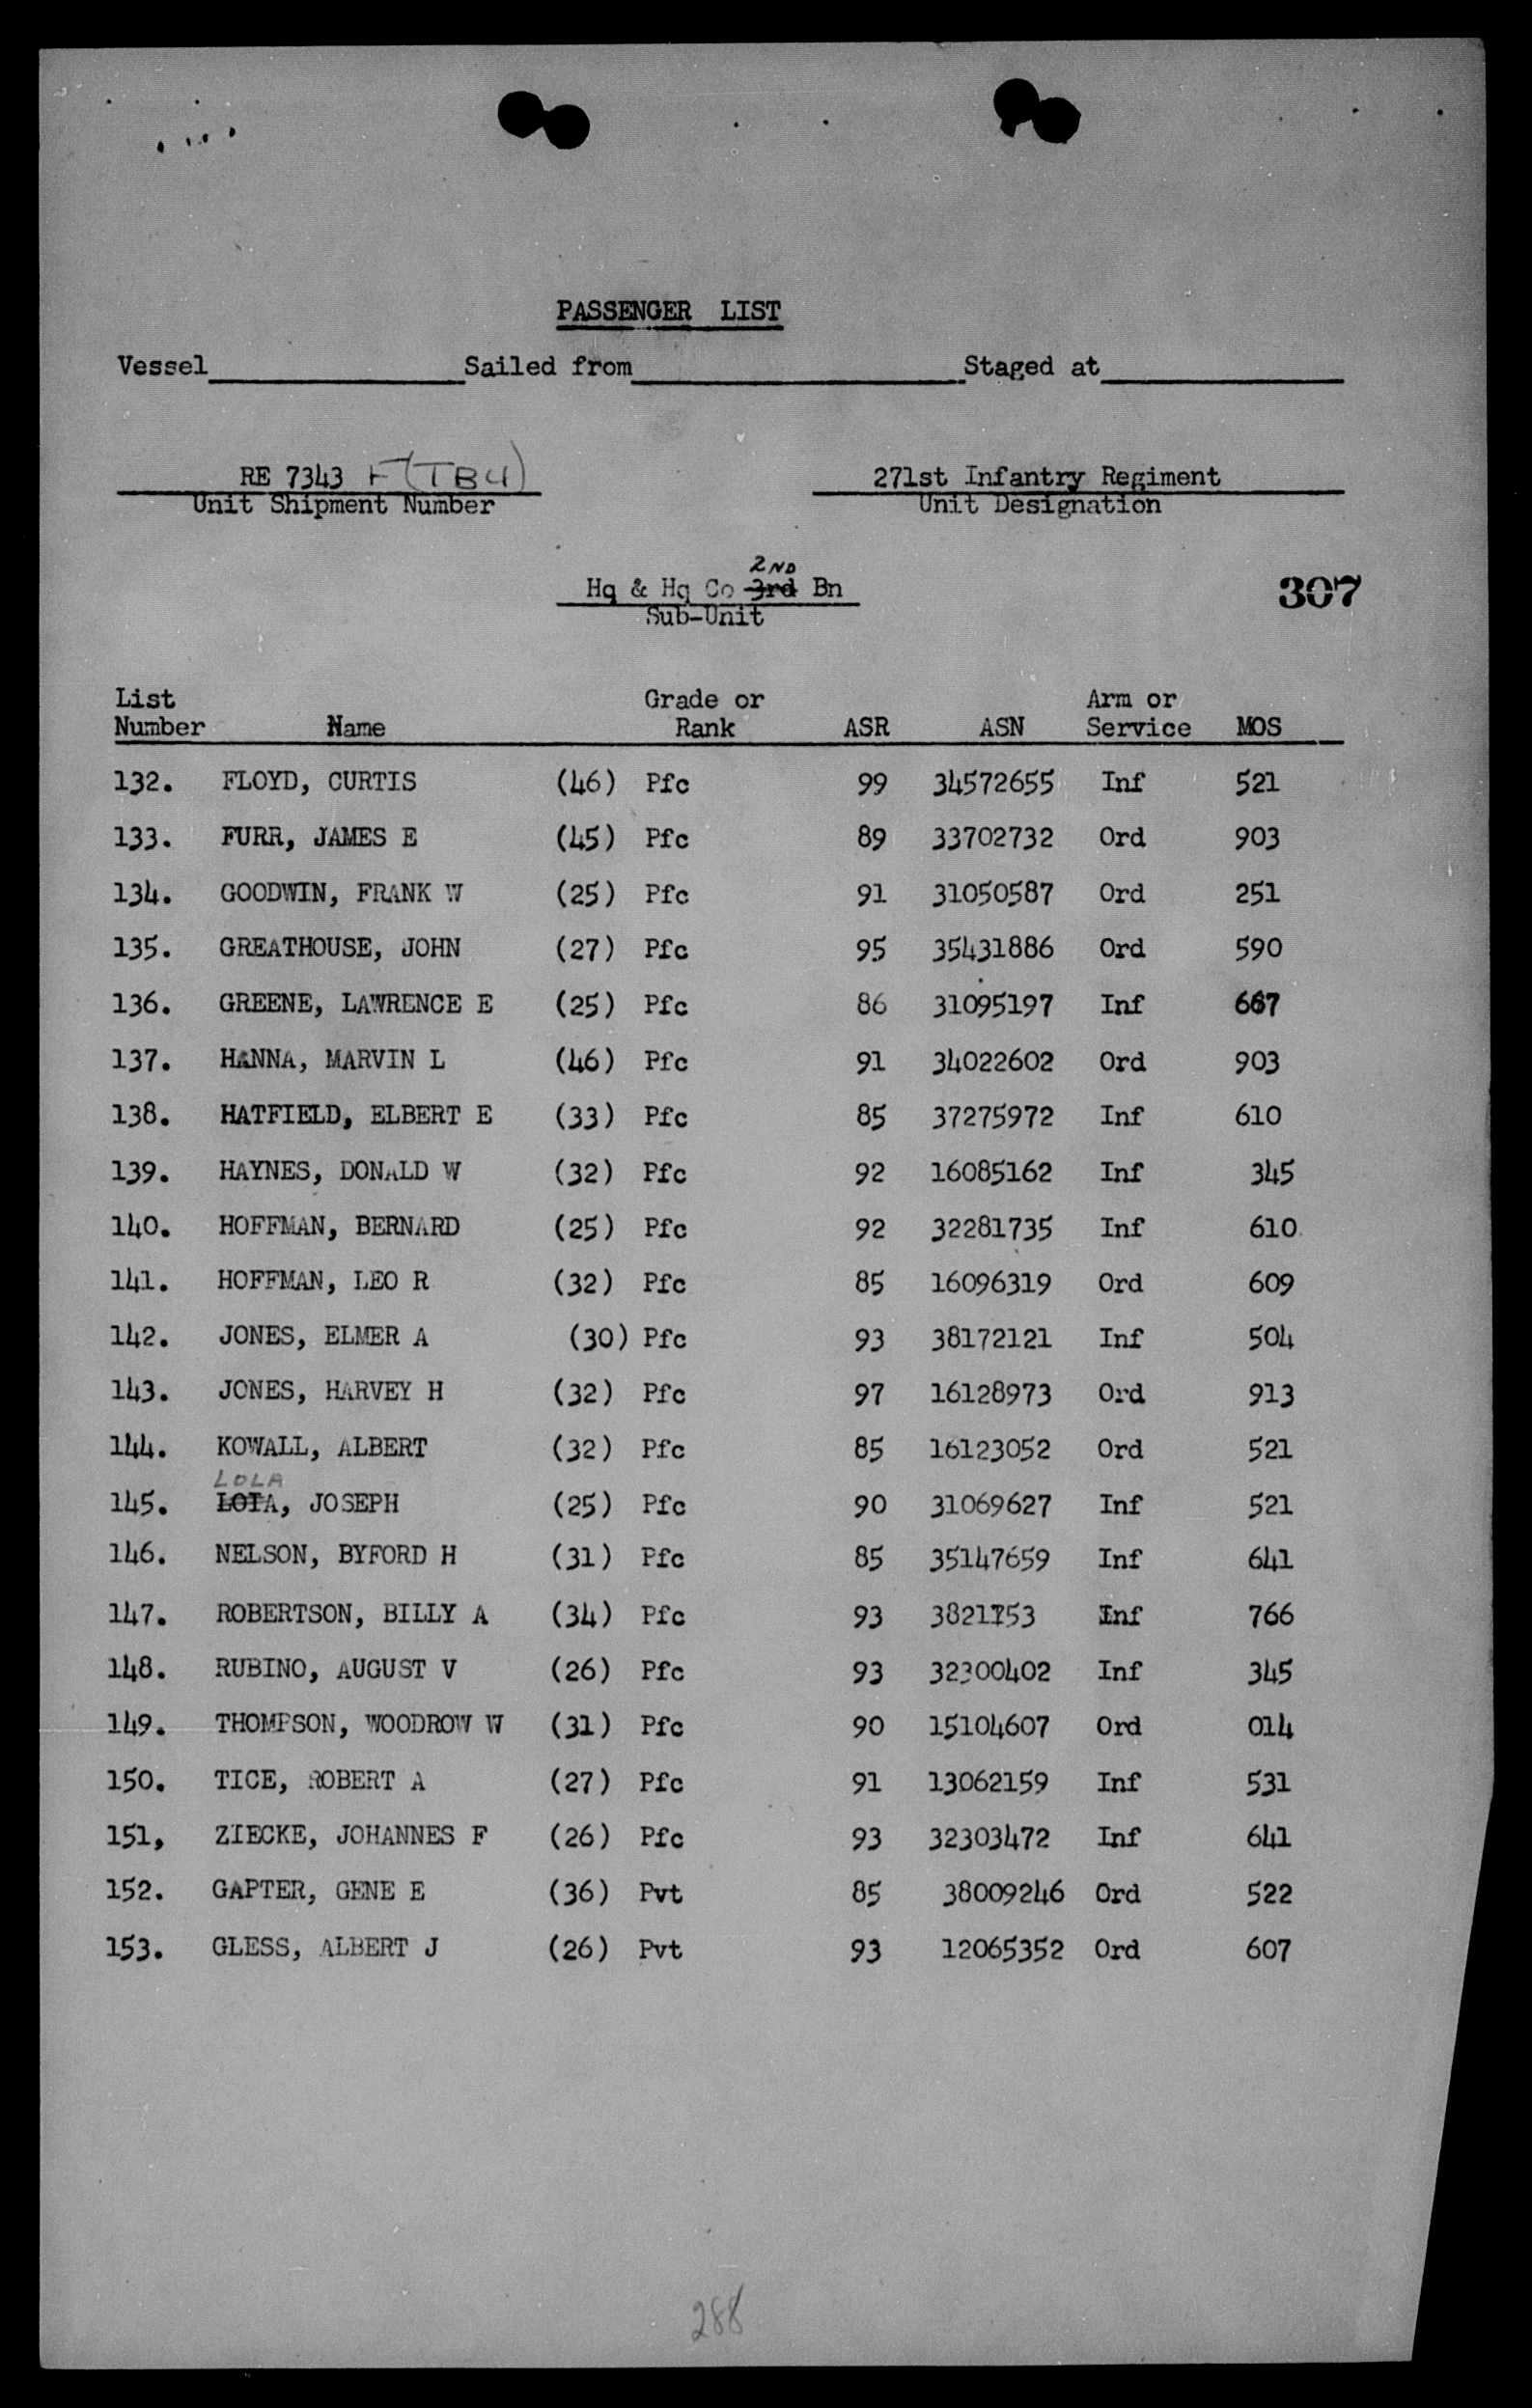 PASSENGER LIST
Vessel Sailed from Staged at
RE 7343 F (TB4) 271st Infantry Regiment
Unit Shipment Number Unit Designation
2ND
Hq & Hq Co 3rd Bn 307
Sub-Unit
List Grade or Arm or
Number Name Rank ASR ASN Service MOS
132. FLOYD, CURTIS (46) Pfc 99 34572655 Inf 521
133. FURR, JAMES E (45) Pfc 89 33702732 Ord 903
134. GOODWIN, FRANK W (25) Pfc 91 31050587 Ord 251
135. GREATHOUSE, JOHN (27) Pfc 95 35431886 Ord 590
136. GREENE, LAWRENCE E (25) Pfc 86 31095197 Inf 667
137. HANNA, MARVIN L (46) Pfc 91 34022602 Ord 903
138. HATFIELD, ELBERT E (33) Pfc 85 37275972 Inf 610
139. HAYNES, DONALD W (32) Pfc 92 16085162 Inf 345
140. HOFFMAN, BERNARD (25) Pfc 92 32281735 Inf 610
141. HOFFMAN, LEO R (32) Pfc 85 16096319 Ord 609
142. JONES, ELMER A (30) Pfc 93 38172121 Inf 504
143. JONES, HARVEY H (32) Pfc 97 16128973 Ord 913
144. KOWALL, ALBERT (32) Pfc 85 16123052 Ord 521
LOLA
145. LOIA, JOSEPH (25) Pfc 90 31069627 Inf 521
146. NELSON, BYFORD H (31) Pfc 85 35147659 Inf 641
147. ROBERTSON, BILLY A (34) Pfc 93 Inf 766
148. RUBINO, AUGUST V (26) Pfc 93 32300402 Inf 345
149. THOMPSON, WOODROW W (31) Pfc 90 15104607 Ord 014
150. TICE, ROBERT A (27) Pfc 91 13062159 Inf 531
151, ZIECKE, JOHANNES F (26) Pfc 93 32303472 Inf 641
152. GAPTER, GENE E (36) Pvt 85 38009246 Ord 522
153. GLESS, ALBERT J (26) Pvt 93 12065352 Ord 607
288